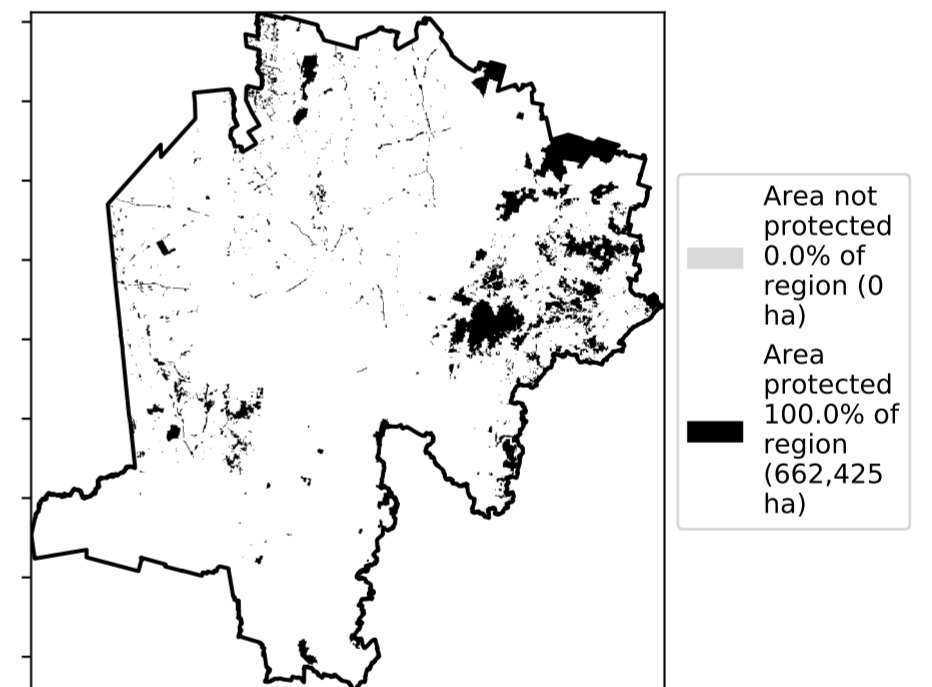 Area not
protected
0.0% of
region (0
ha)
Area
protected
100.0% of
region
(662,425
ha)